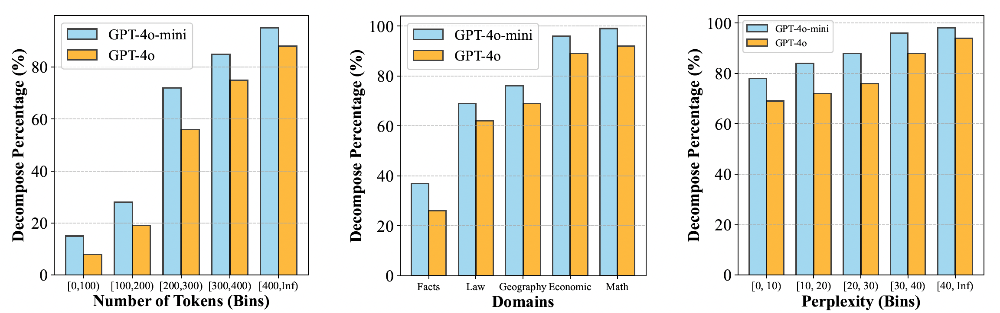 GPT-4o-mini
GPT-4o
Decompose Percentage (%)
80
60
40
20
0
[0,100)
[100,200)
[200,300)
[300,400)
[400,Inf)
Number of Tokens (Bins)
GPT-4o-mini
GPT-4o
Decompose Percentage (%)
100
80
60
40
20
0
Facts
Law
Geography
Economic
Math
Domains
GPT-4o-mini
GPT-4o
Decompose Percentage (%)
100
80
60
40
20
0
[0, 10)
[10, 20)
[20, 30)
[30, 40)
[40, Inf)
Perplexity (Bins)